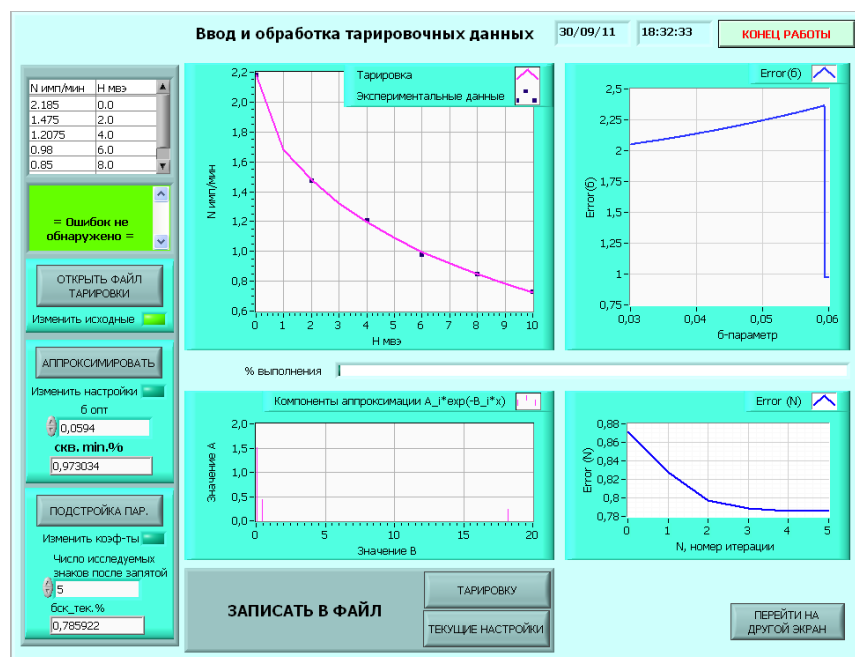 Ввод и обработка тарировочных данных
30/09/11
18:32:33
КОНЕЦ РАБОТЫ
N имп/мин H мвэ
2.185 0.0
1.475 2.0
1.2075 4.0
0.98 6.0
0.85 8.0
= Ошибок не
обнаружено =
ОТКРЫТЬ ФАЙЛ
ТАРИРОВКИ
Изменить исходные
АППРОКСИМИРОВАТЬ
Изменить настройки
б опт
0,0594
скв. min.%
0,973034
ПОДСТРОЙКА ПАР.
Изменить коэф-ты
Число исследуемых
знаков после запятой
5
бск_тек.%
0,785922
Тарировка
Экспериментальные данные
N имп/мин
2,2
2,0
1,8
1,6
1,4
1,2
1,0
0,8
0,6
0 1 2 3 4 5 6 7 8 9 10
H мвэ
Error(б)
Error(б)
2,5
2,25
2
1,75
1,5
1,25
1
0,75
0,03 0,04 0,05 0,06
б-параметр
% выполнения
Компоненты аппроксимации A_i*exp(-B_i*x)
Значение A
2,0
1,5
1,0
0,5
0,0
0 5 10 15 20
Значение B
Error (N)
Error (N)
0,88
0,86
0,84
0,82
0,8
0,78
0 1 2 3 4 5
N, номер итерации
ЗАПИСАТЬ В ФАЙЛ
ТАРИРОВКУ
ТЕКУЩИЕ НАСТРОЙКИ
ПЕРЕЙТИ НА
ДРУГОЙ ЭКРАН